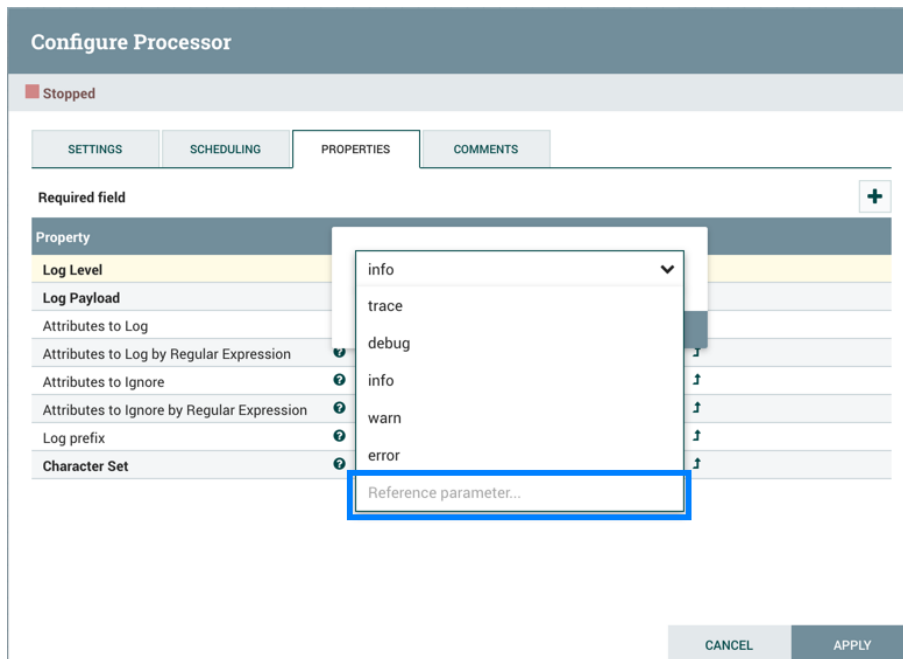 Configure Processor
Stopped
SETTINGS SCHEDULING PROPERTIES COMMENTS
Required field
Property
Log Level info
Log Payload trace
Attributes to Log debug
Attributes to Log by Regular Expression
Attributes to Ignore info
Attributes to Ignore by Regular Expression warn
Log prefix
Character Set error
Reference parameter...
CANCEL APPLY